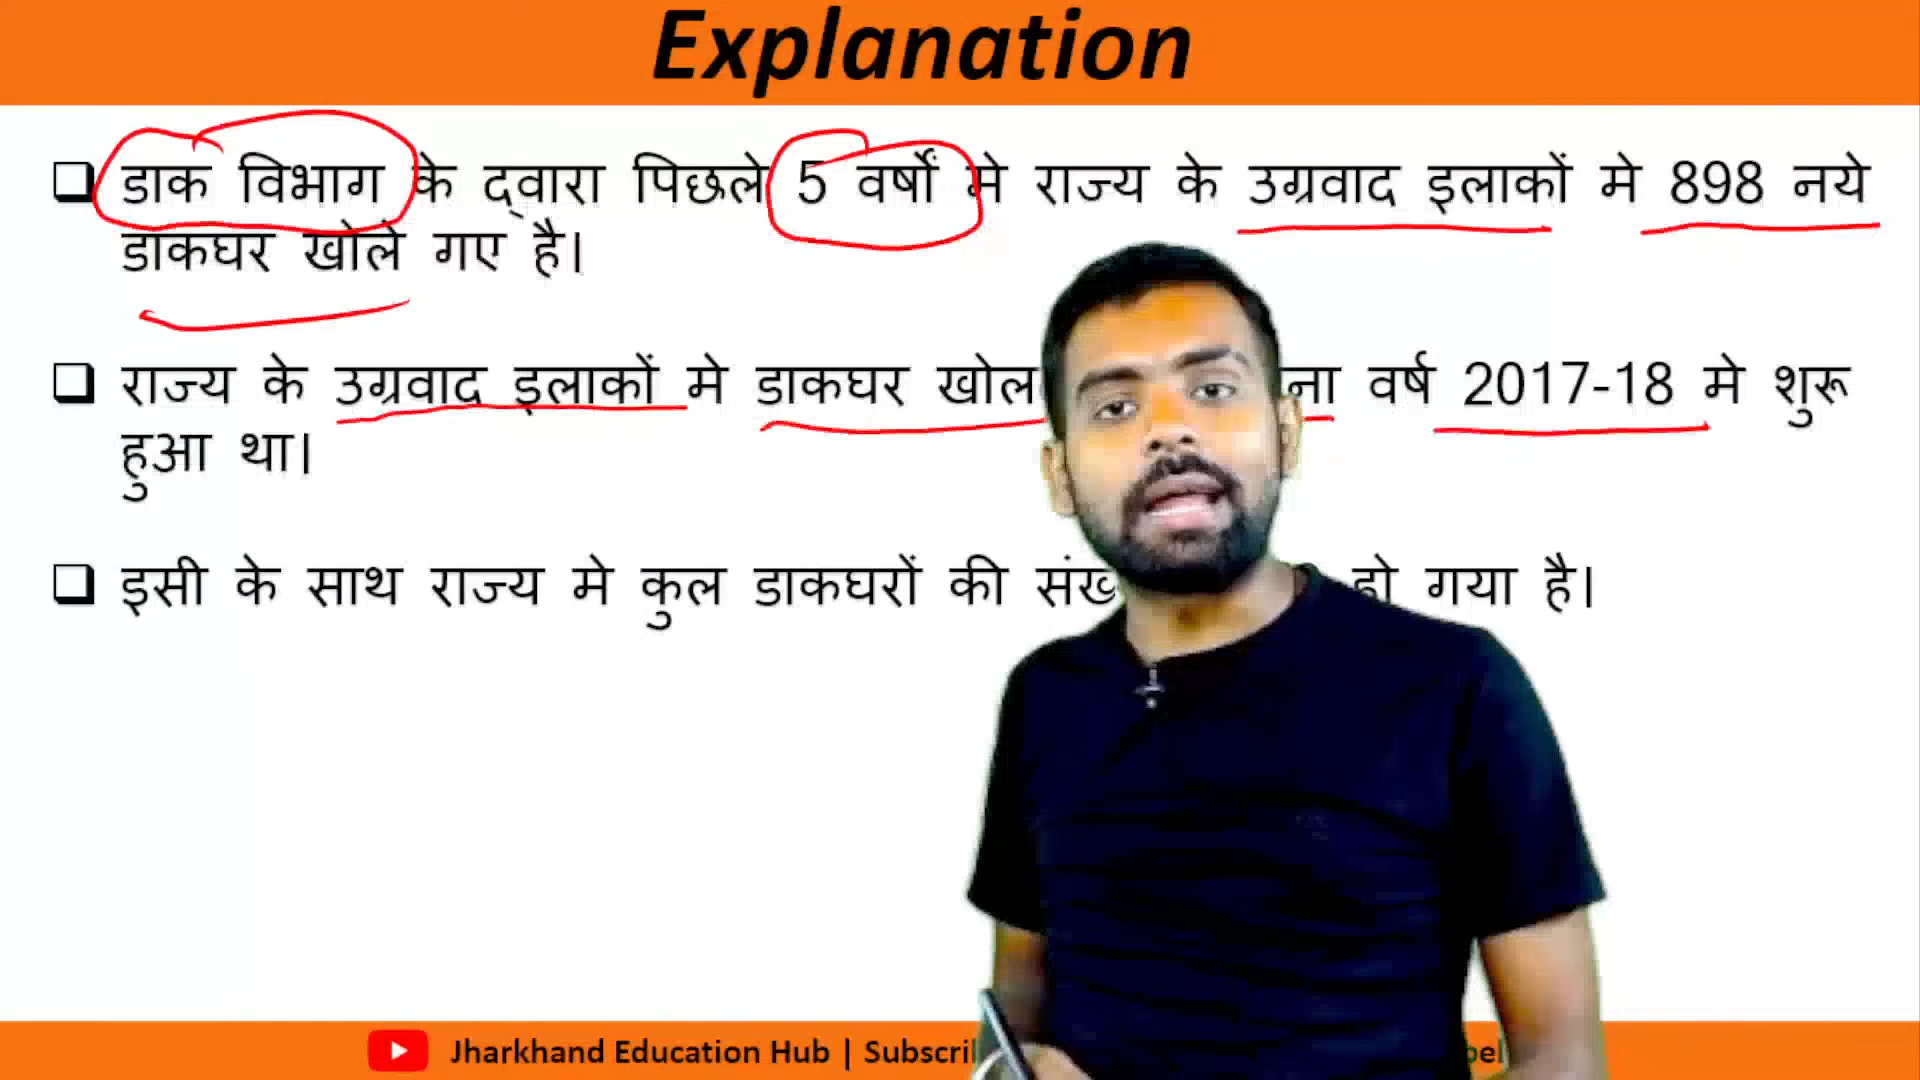 Explanation
डाक विभाग के द्वारा पिछले 5 वर्षों मे राज्य के उग्रवाद इलाकों मे 898 नये
डाकघर खोले गए है।
राज्य के उग्रवाद इलाकों मे डाकघर खोल ना वर्ष 2017-18 मे शुरू
हुआ था।
इसी के साथ राज्य मे कुल डाकघरों की हो गया है।
Jharkhand Education Hub |